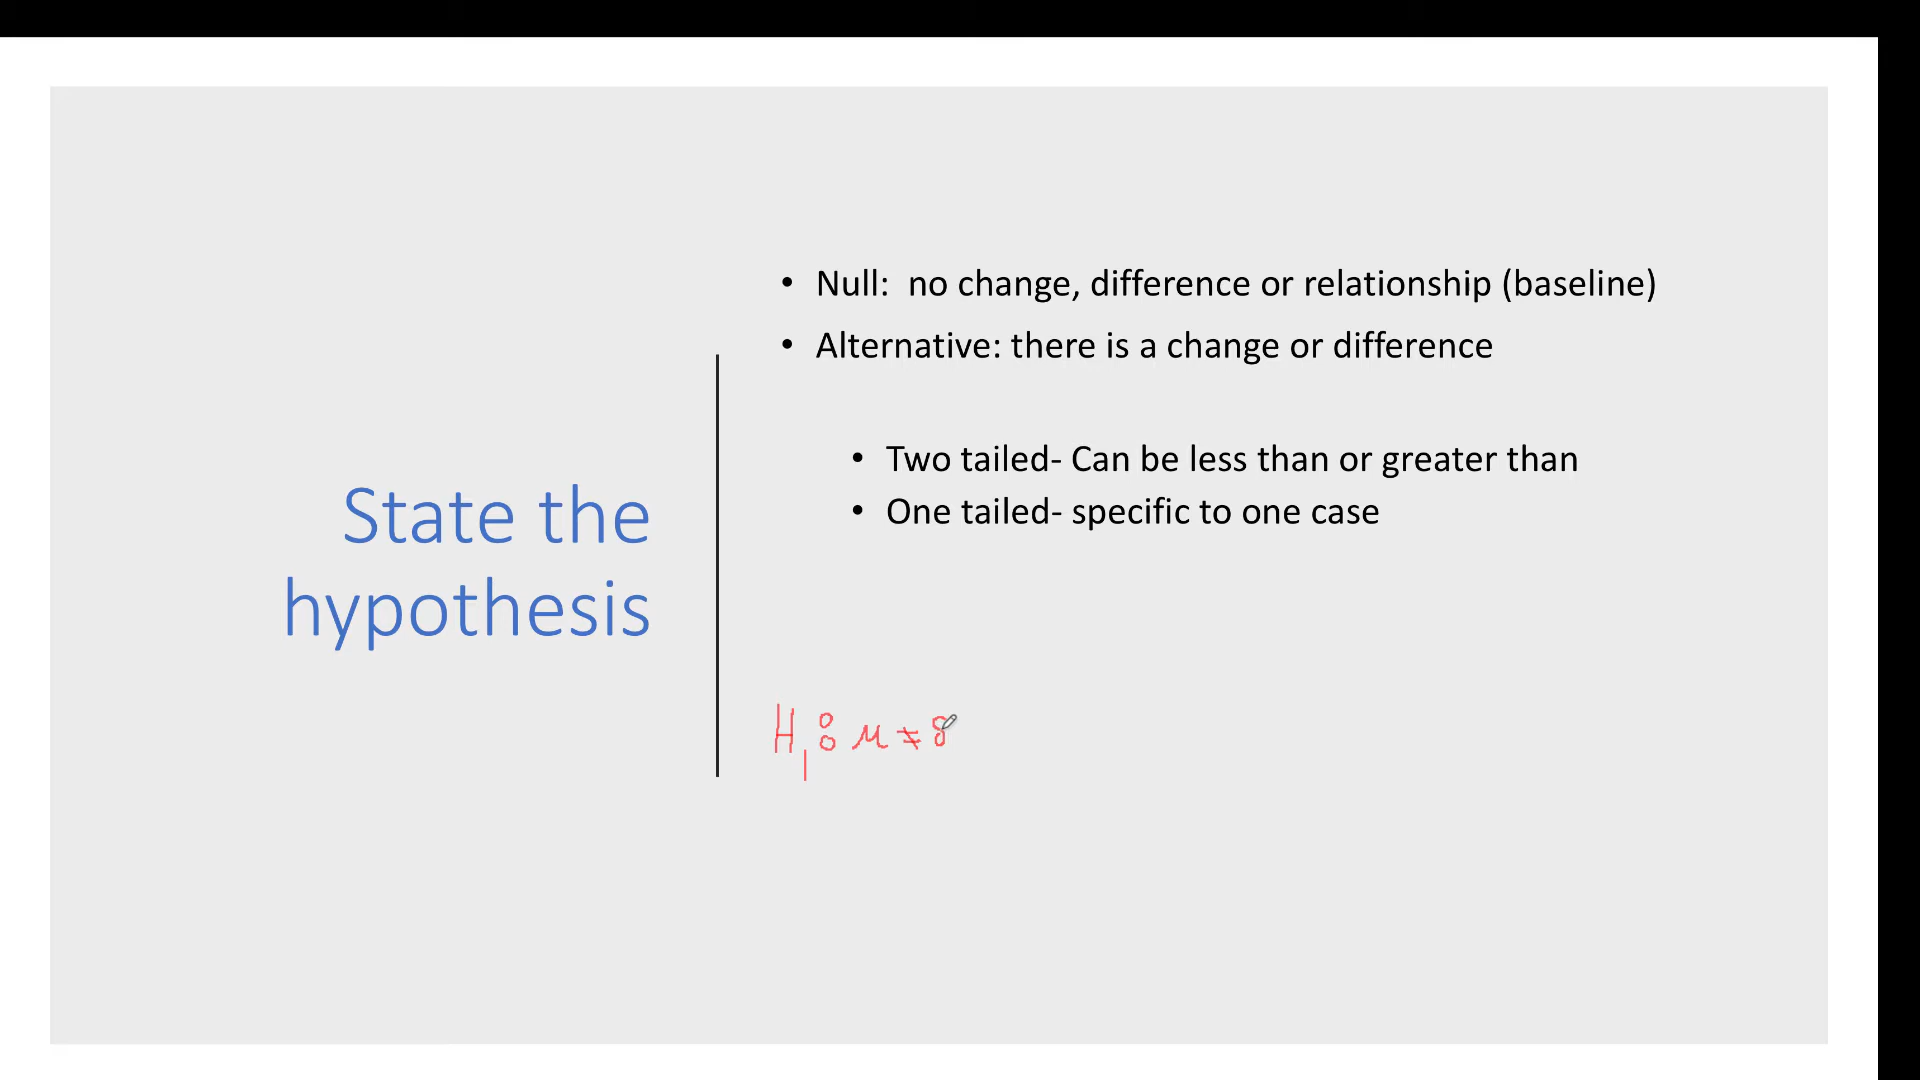 State the
hypothesis
• Null:  no change, difference or relationship (baseline)
• Alternative: there is a change or difference
• Two tailed- Can be less than or greater than
• One tailed- specific to one case
H₁: μ ≠ 8